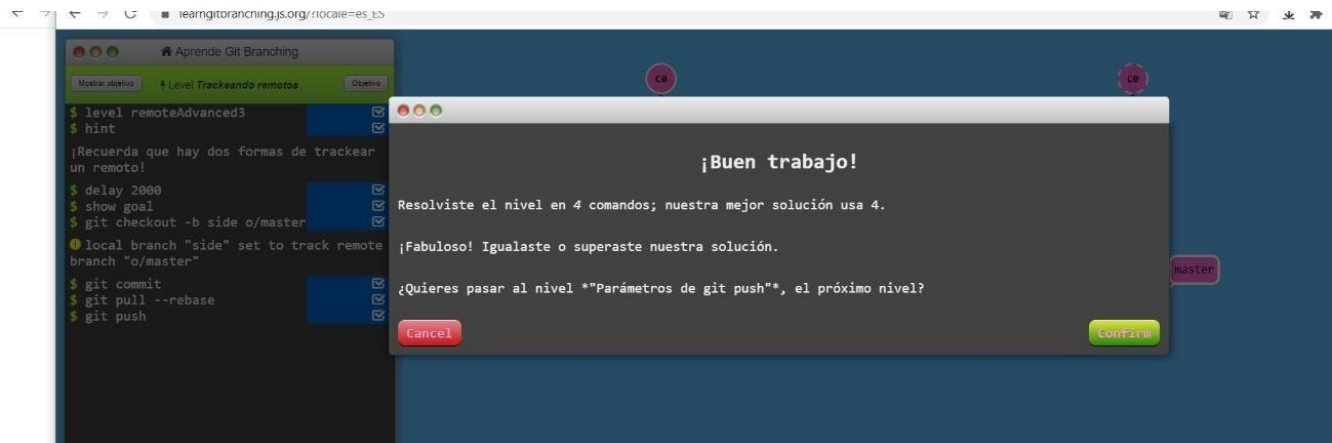 learngitbranching.js.org/?locale=es_ES
Aprende Git Branching
Mostrar objetivo
Level Trackeando remotos
Objetivo
$ level remoteAdvanced3
$ hint
¡Recuerda que hay dos formas de trackear
un remoto!
$ delay 2000
$ show goal
$ git checkout -b side o/master
local branch "side" set to track remote
branch "o/master"
$ git commit
$ git pull --rebase
$ git push
c0
c0
¡Buen trabajo!
Resolviste el nivel en 4 comandos; nuestra mejor solución usa 4.
¡Fabuloso! Igualaste o superaste nuestra solución.
¿Quieres pasar al nivel *"Parámetros de git push"*, el próximo nivel?
Cancel
Confirm
master